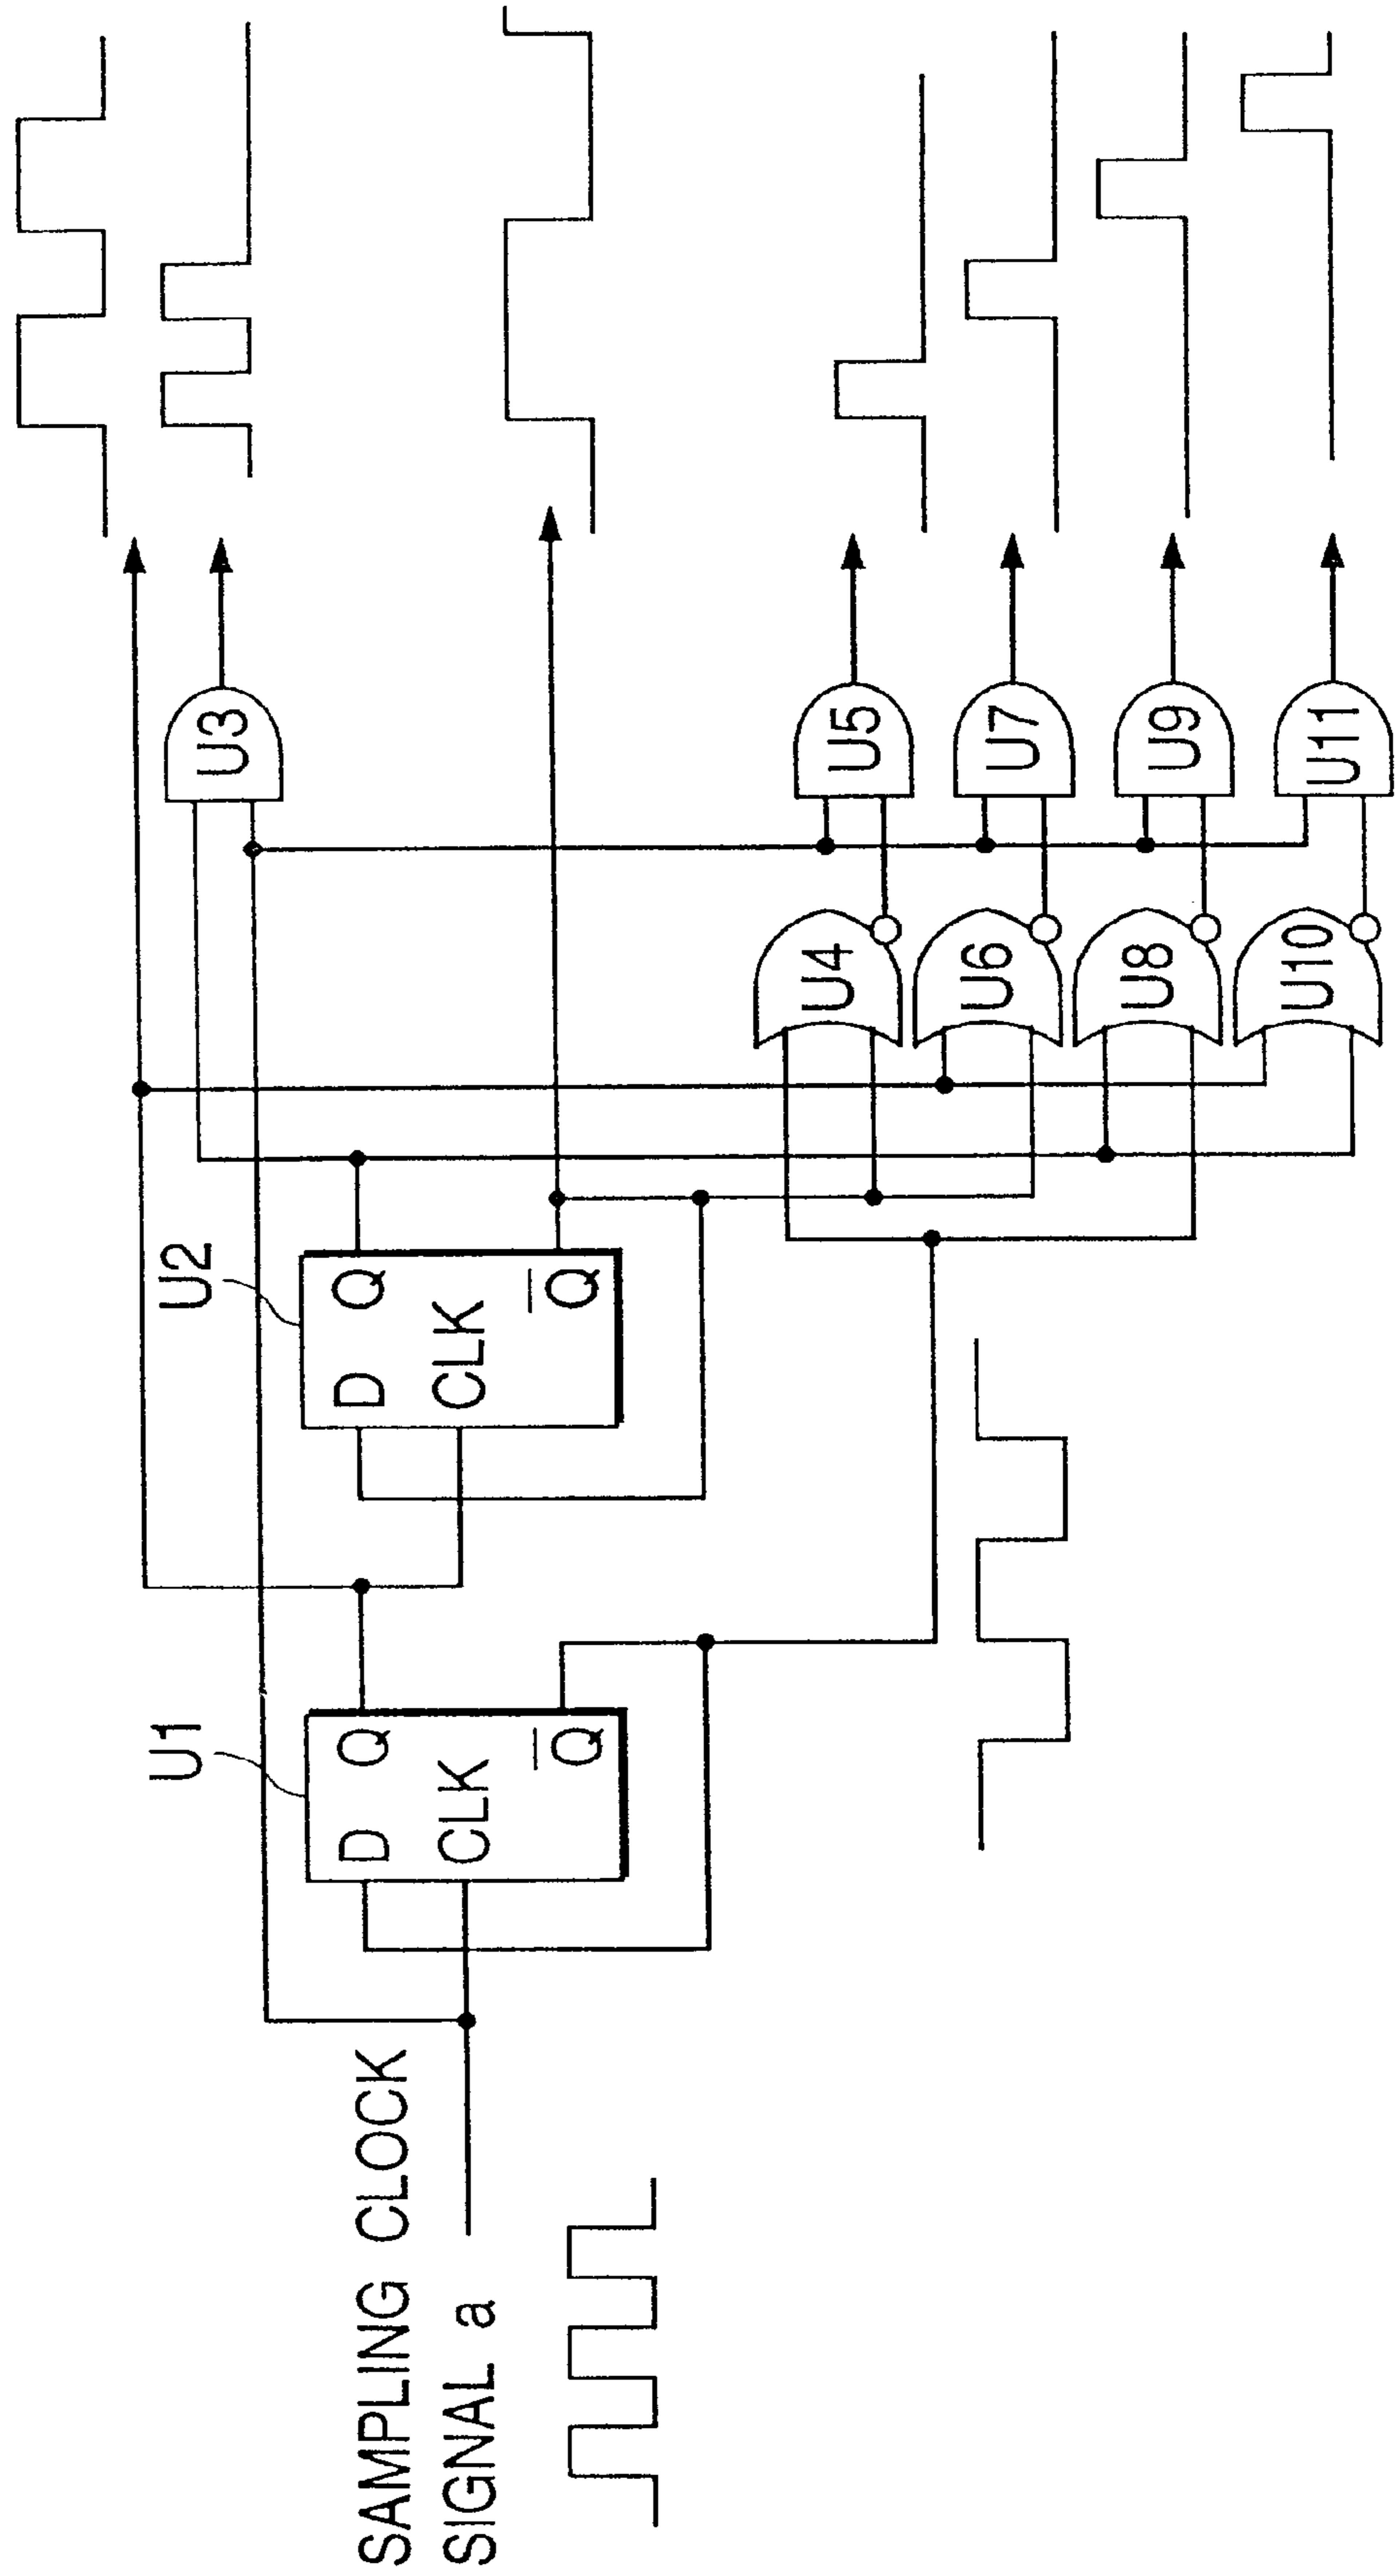 SAMPLING CLOCK
SIGNAL a
U1
D Q
CLK
Q
U2
D Q
CLK
Q
U3
U4
U5
U6
U7
U8
U9
U10
U11